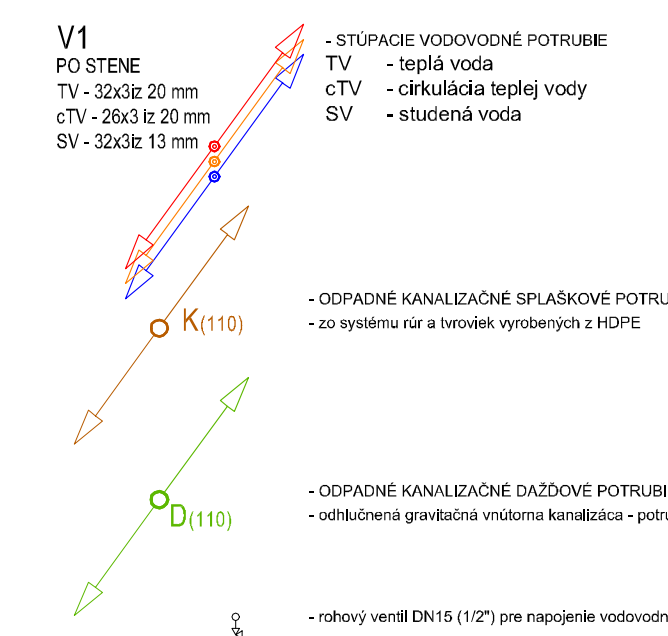 V1
PO STENE
TV - 32x3iz 20 mm
cTV - 26x3 iz 20 mm
SV - 32x3iz 13 mm
- STÚPACIE VODOVODNÉ POTRUBIE
TV - teplá voda
cTV - cirkulácia teplej vody
SV - studená voda
K(110)
- ODPADNÉ KANALIZAČNÉ SPLAŠKOVÉ POTRU
- zo systému rúr a tvroviek vyrobených z HDPE
D(110)
- ODPADNÉ KANALIZAČNÉ DAŽĎOVÉ POTRUBI
- odhlučnená gravitačná vnútorna kanalizáca - potru
- rohový ventil DN15 (1/2") pre napojenie vodovodn